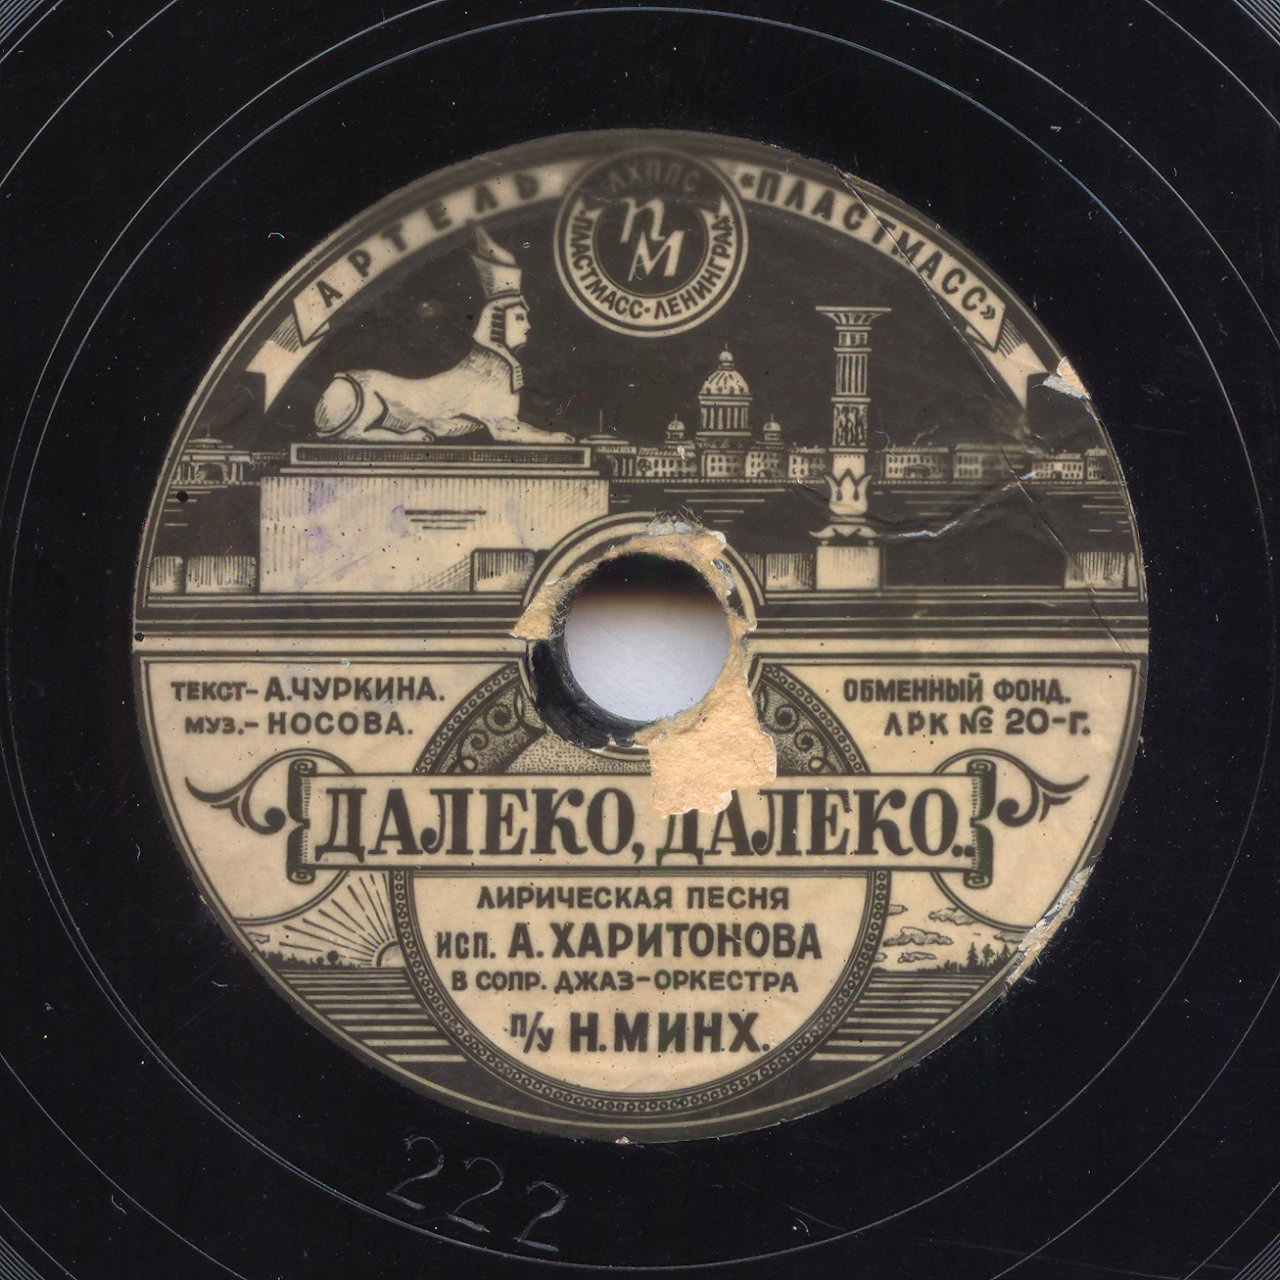 АРТЕЛЬ «ПЛАСТМАСС»
ЛХППС
ПМ
ПЛАСТМАСС·ЛЕНИНГРАД
ТЕКСТ-А.ЧУРКИНА.
МУЗ.-НОСОВА.
ОБМЕННЫЙ ФОНД.
ЛРК № 20-Г.
ДАЛЕКО, ДАЛЕКО..
ЛИРИЧЕСКАЯ ПЕСНЯ
ИСП. А.ХАРИТОНОВА
В СОПР. ДЖАЗ-ОРКЕСТРА
П/У Н.МИНХ.
222